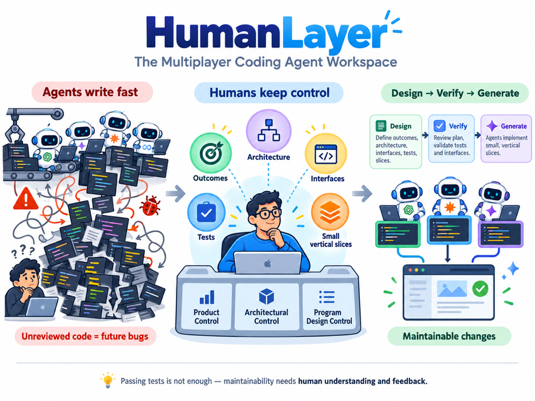 HumanLayer
The Multiplayer Coding Agent Workspace
Agents write fast
? ? ?
Unreviewed code = future bugs
Humans keep control
Architecture
Outcomes
Interfaces
Tests
Small
vertical slices
Product
Control
Architectural
Control
Program
Design Control
Design → Verify → Generate
Design
Define outcomes,
architecture,
interfaces, tests,
slices.
Verify
Review plan,
validate tests
and interfaces.
Generate
Agents implement
small, vertical
slices.
Maintainable changes
Passing tests is not enough — maintainability needs human understanding and feedback.